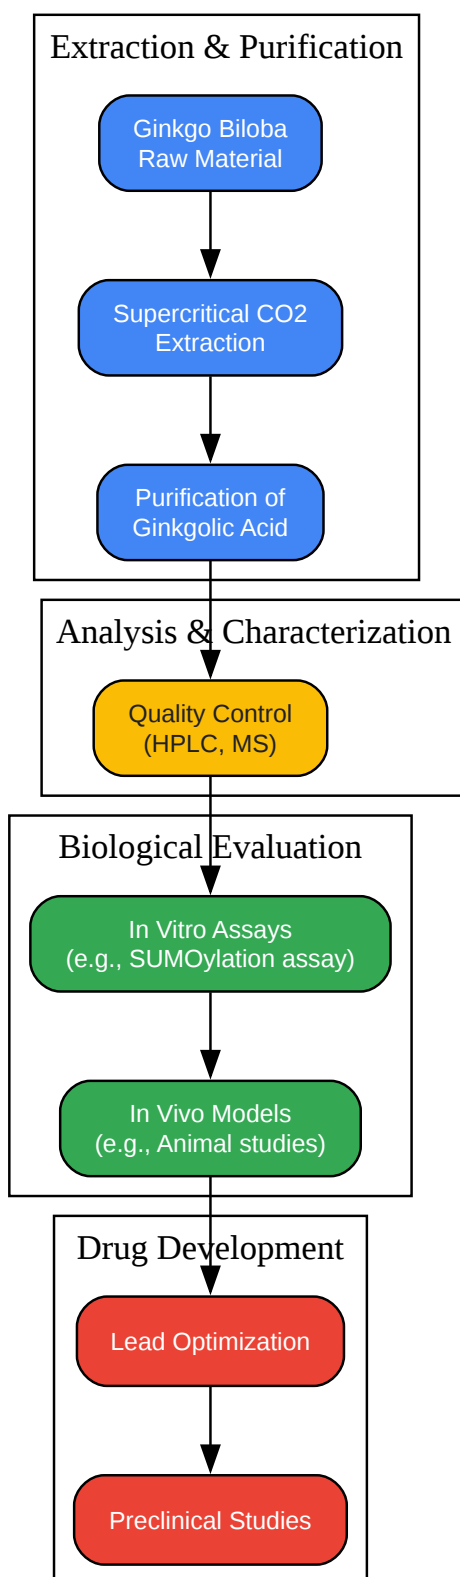 Extraction & Purification
Ginkgo Biloba
Raw Material
Supercritical CO2
Extraction
Purification of
Ginkgolic Acid
Analysis & Characterization
Quality Control
(HPLC, MS)
Biological Evaluation
In Vitro Assays
(e.g., SUMOylation assay)
In Vivo Models
(e.g., Animal studies)
Drug Development
Lead Optimization
Preclinical Studies